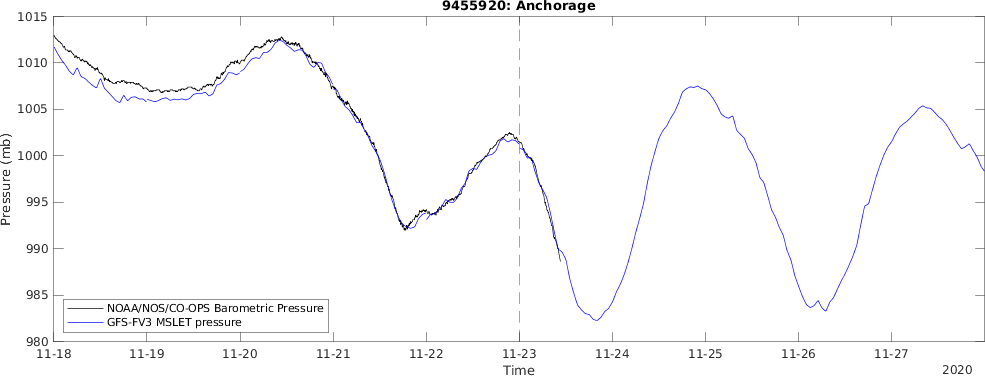 9455920: Anchorage
Pressure (mb)
1015
1010
1005
1000
995
990
985
980
NOAA/NOS/CO-OPS Barometric Pressure
GFS-FV3 MSLET pressure
11-18 11-19 11-20 11-21 11-22 11-23 11-24 11-25 11-26 11-27
Time
2020